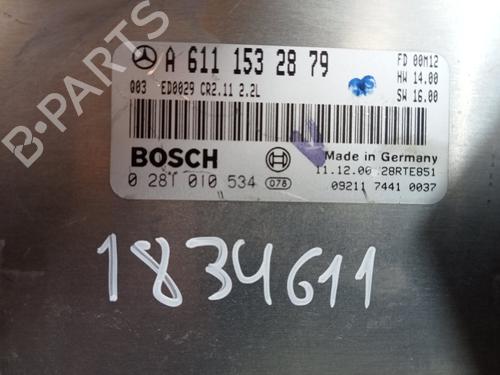 A 611 153 28 79
FD 00M12
003 ED0029 CR2.11 2.2L
HW 14.00
SW 16.00
BOSCH
Made in Germany
0 281 010 534 078
11.12.00 28RTE851
09211 7441 0037
1834611
B-PARTS